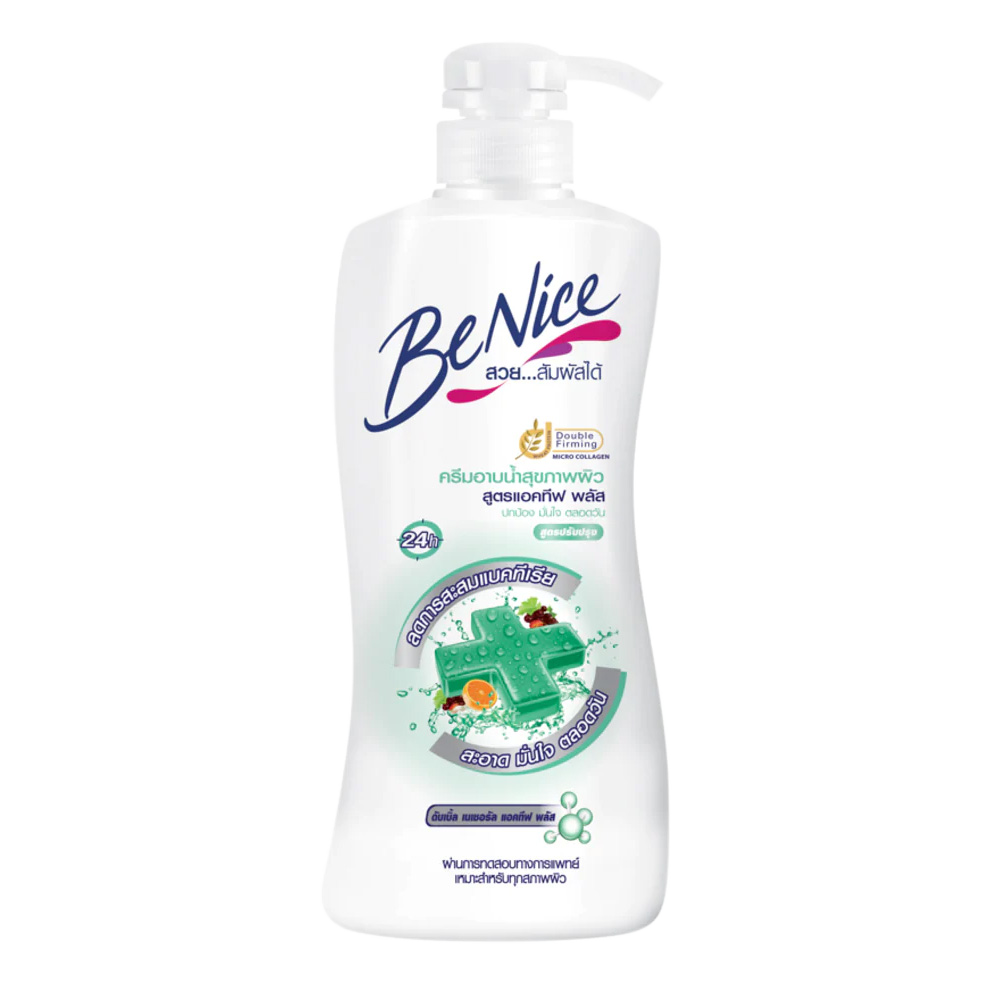 BeNice
สวย...สัมผัสได้
Double
Firming
MICRO COLLAGEN
ครีมอาบน้ำสุขภาพผิว
สูตรแอคทีฟ พลัส
ปกป้อง มั่นใจ ตลอดวัน
สูตรปรับปรุง
24h
ลดการสะสมแบคทีเรีย
สะอาด มั่นใจ ตลอดวัน
ดับเบิ้ล เนเชอรัล แอคทีฟ พลัส
ผ่านการทดสอบทางการแพทย์
เหมาะสำหรับทุกสภาพผิว